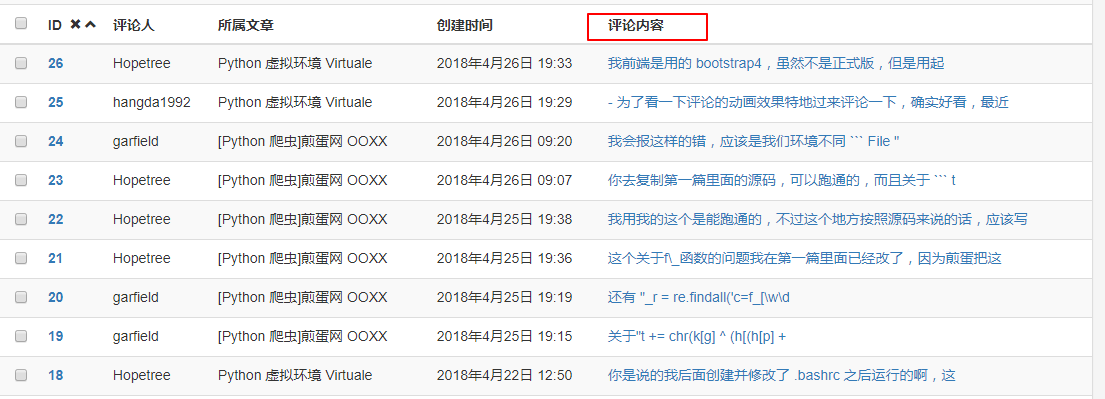 ID 评论人 所属文章 创建时间 评论内容
26 Hopetree Python 虚拟环境 Virtuale 2018年4月26日 19:33 我前端是用的 bootstrap4，虽然不是正式版，但是用起
25 hangda1992 Python 虚拟环境 Virtuale 2018年4月26日 19:29 - 为了看一下评论的动画效果特地过来评论一下，确实好看，最近
24 garfield [Python 爬虫]煎蛋网 OOXX 2018年4月26日 09:20 我会报这样的错，应该是我们环境不同 ``` File "
23 Hopetree [Python 爬虫]煎蛋网 OOXX 2018年4月26日 09:07 你去复制第一篇里面的源码，可以跑通的，而且关于 ``` t
22 Hopetree [Python 爬虫]煎蛋网 OOXX 2018年4月25日 19:38 我用我的这个是能跑通的，不过这个地方按照源码来说的话，应该写
21 Hopetree [Python 爬虫]煎蛋网 OOXX 2018年4月25日 19:36 这个关于f\_函数的问题我在第一篇里面已经改了，因为煎蛋把这
20 garfield [Python 爬虫]煎蛋网 OOXX 2018年4月25日 19:19 还有 "_r = re.findall('c=f_[\w\d
19 garfield [Python 爬虫]煎蛋网 OOXX 2018年4月25日 19:15 关于"t += chr(k[g] ^ (h[(h[p] +
18 Hopetree Python 虚拟环境 Virtuale 2018年4月22日 12:50 你是说的我后面创建并修改了 .bashrc 之后运行的啊，这